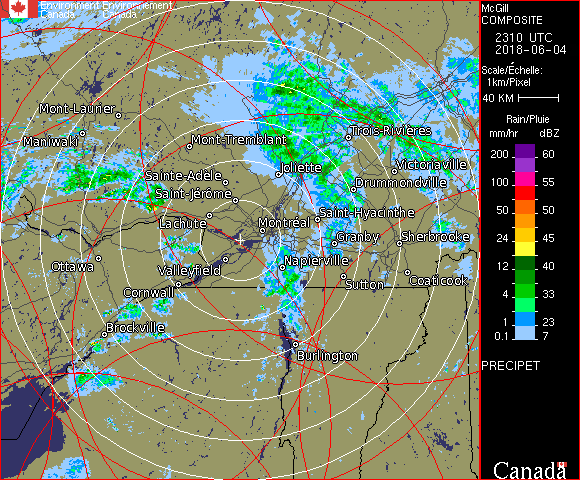 Environment Environnement
Canada Canada
McGill
COMPOSITE
2310 UTC
2018-06-04
Scale/Échelle:
1km/Pixel
40 KM
Rain/Pluie
mm/hr dBZ
200 60
100 55
50 50
24 45
12 40
4 33
1 23
0.1 7
PRECIPET
Canada
Mont-Laurier
Maniwaki
Mont-Tremblant
Trois-Rivières
Sainte-Adèle
Joliette
Victoriaville
Saint-Jérôme
Drummondville
Lachute
Montréal
Saint-Hyacinthe
Granby
Sherbrooke
Ottawa
Valleyfield
Napierville
Cornwall
Sutton
Coaticook
Brockville
Burlington